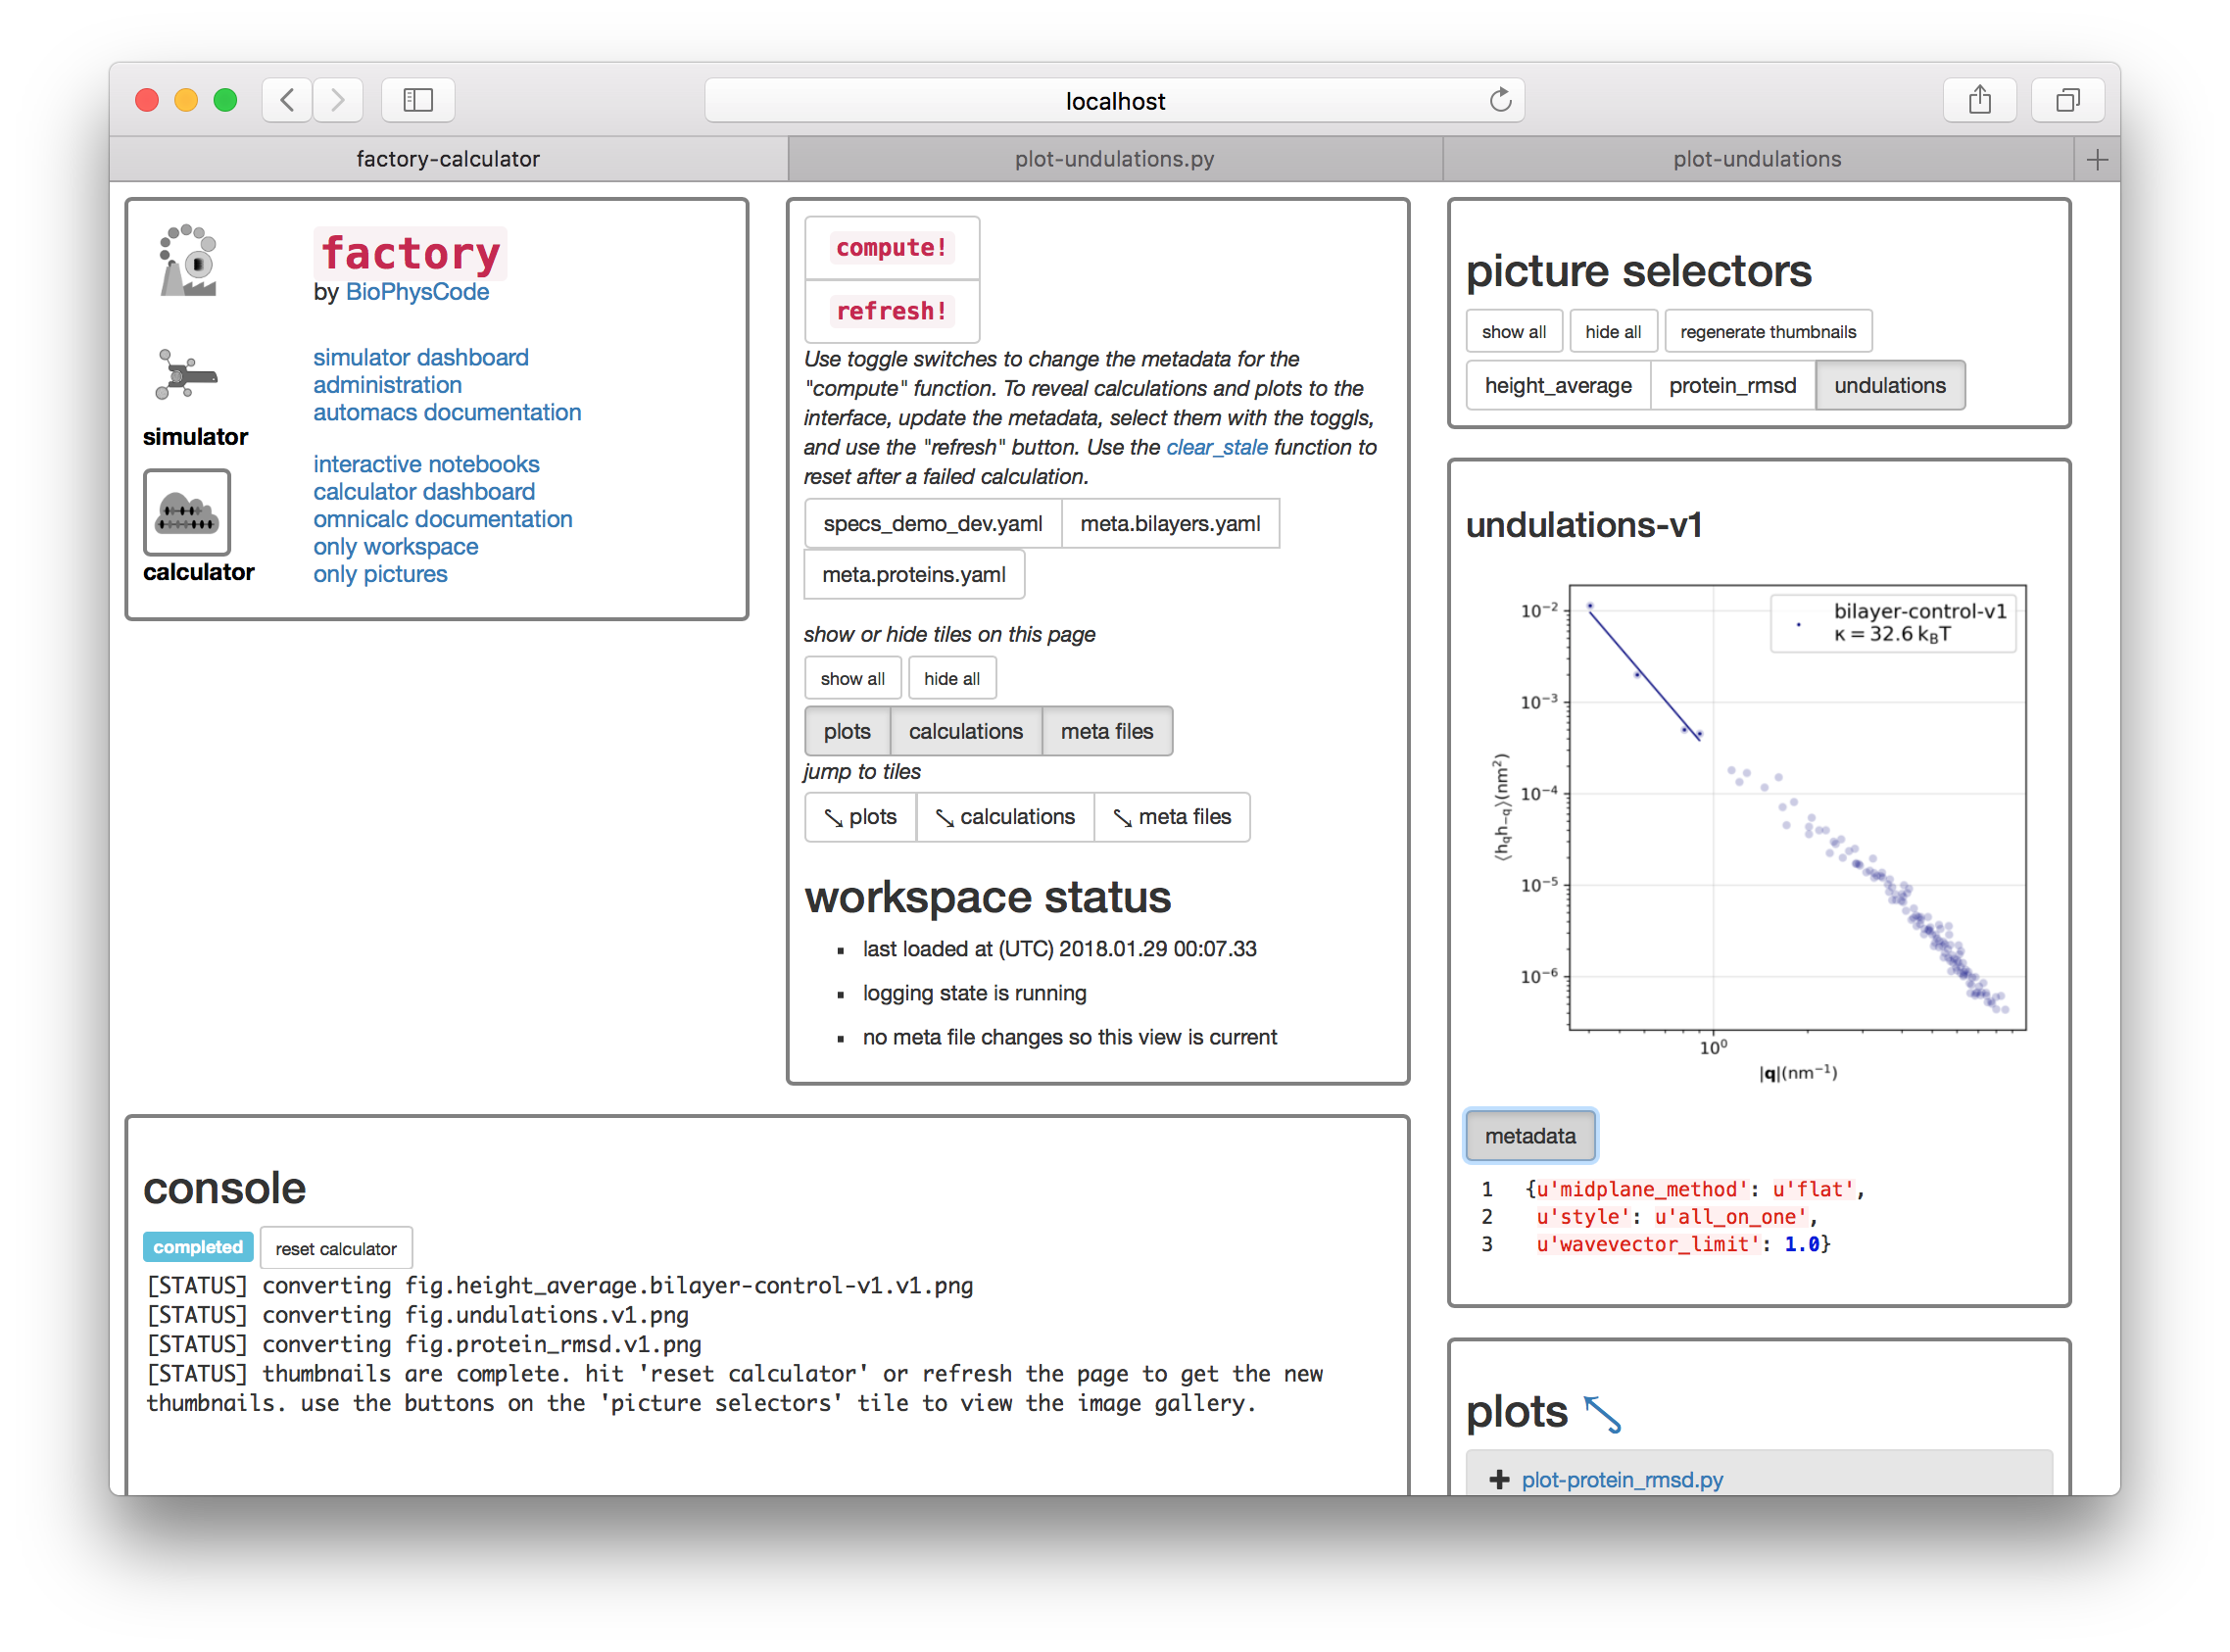 localhost
factory-calculator
plot-undulations.py
plot-undulations
factory
by BioPhysCode
simulator dashboard
administration
automacs documentation
simulator
interactive notebooks
calculator dashboard
omnicalc documentation
only workspace
only pictures
calculator
compute!
refresh!
Use toggle switches to change the metadata for the
"compute" function. To reveal calculations and plots to the
interface, update the metadata, select them with the toggls,
and use the "refresh" button. Use the clear_stale function to
reset after a failed calculation.
specs_demo_dev.yaml meta.bilayers.yaml
meta.proteins.yaml
show or hide tiles on this page
show all hide all
plots calculations meta files
jump to tiles
plots calculations meta files
workspace status
▪ last loaded at (UTC) 2018.01.29 00:07.33
▪ logging state is running
▪ no meta file changes so this view is current
picture selectors
show all hide all regenerate thumbnails
height_average protein_rmsd undulations
undulations-v1
bilayer-control-v1
κ = 32.6 kBT
10⁻²
10⁻³
10⁻⁴
10⁻⁵
10⁻⁶
⟨hqh−q⟩(nm²)
10⁰
|q|(nm⁻¹)
metadata
1 {u'midplane_method': u'flat',
2 u'style': u'all_on_one',
3 u'wavevector_limit': 1.0}
console
completed reset calculator
[STATUS] converting fig.height_average.bilayer-control-v1.v1.png
[STATUS] converting fig.undulations.v1.png
[STATUS] converting fig.protein_rmsd.v1.png
[STATUS] thumbnails are complete. hit 'reset calculator' or refresh the page to get the new
thumbnails. use the buttons on the 'picture selectors' tile to view the image gallery.
plots
plot-protein_rmsd.py